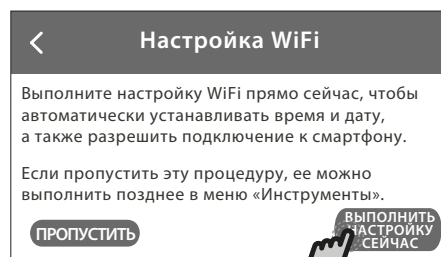 Настройка WiFi
Выполните настройку WiFi прямо сейчас, чтобы
автоматически устанавливать время и дату,
а также разрешить подключение к смартфону.
Если пропустить эту процедуру, ее можно
выполнить позднее в меню «Инструменты».
ПРОПУСТИТЬ
ВЫПОЛНИТЬ
НАСТРОЙКУ
СЕЙЧАС